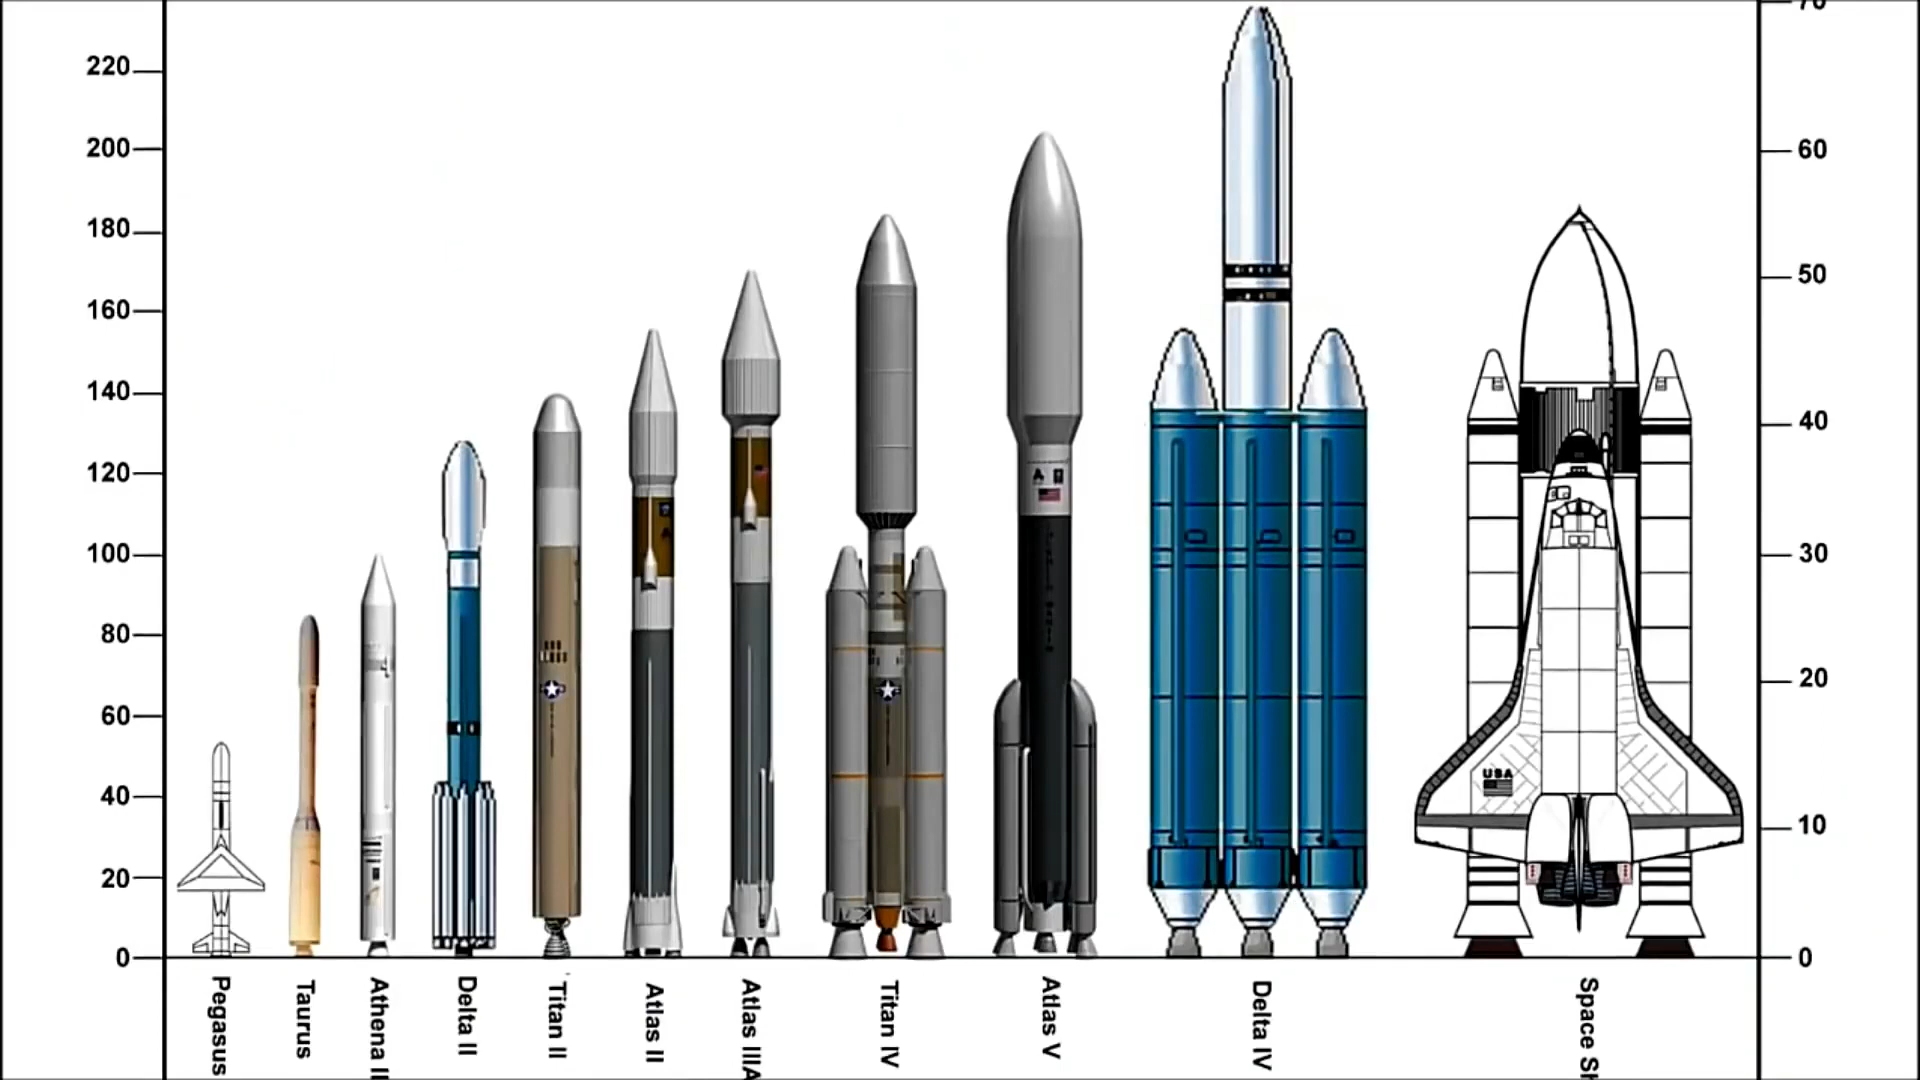 70
220
200
60
180
50
160
140
40
120
100
30
80
20
60
40
10
20
0
0
USA
Pegasus
Taurus
Athena II
Delta II
Titan II
Atlas II
Atlas IIIA
Titan IV
Atlas V
Delta IV
Space Sh